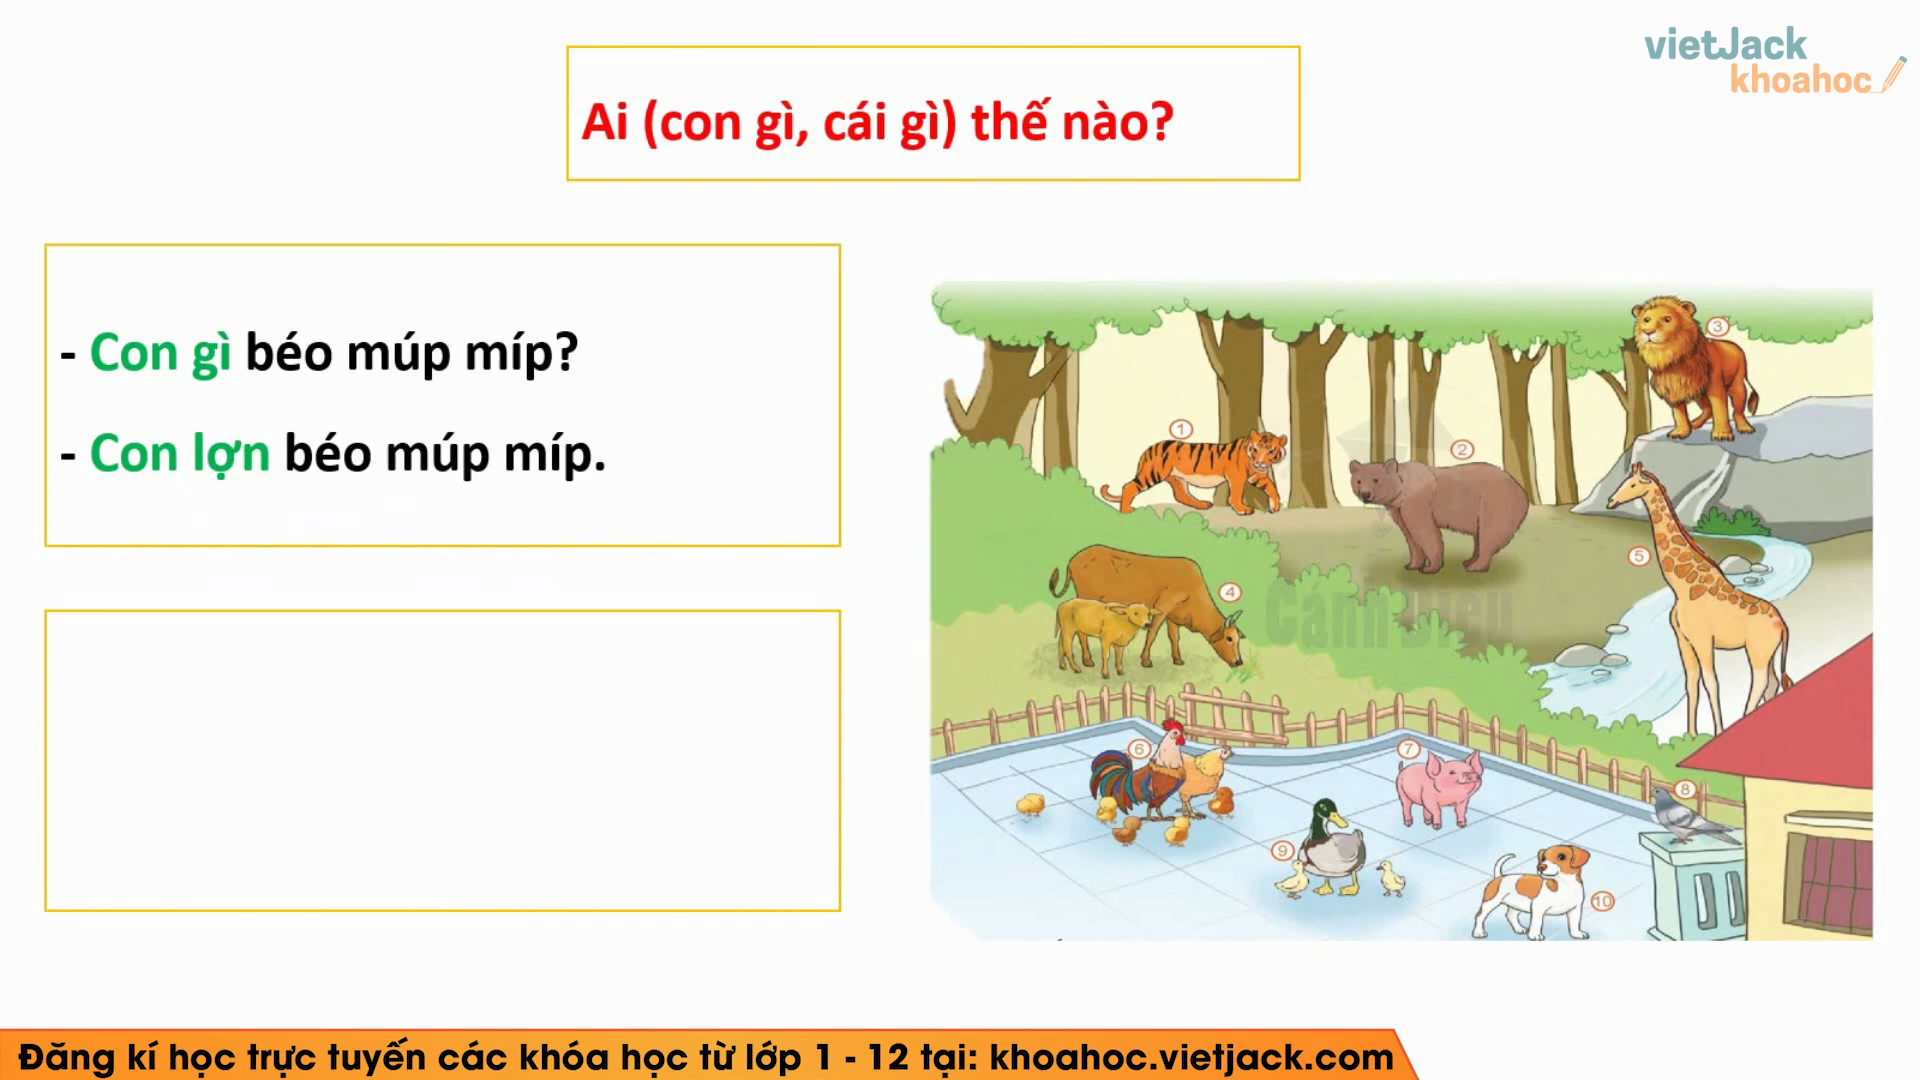 vietJack
khoahoc
Ai (con gì, cái gì) thế nào?
- Con gì béo múp míp?
- Con lợn béo múp míp.
3
1
2
5
4
6
7
8
9
10
Cánh Diều
Đăng kí học trực tuyến các khóa học từ lớp 1 - 12 tại: khoahoc.vietjack.com